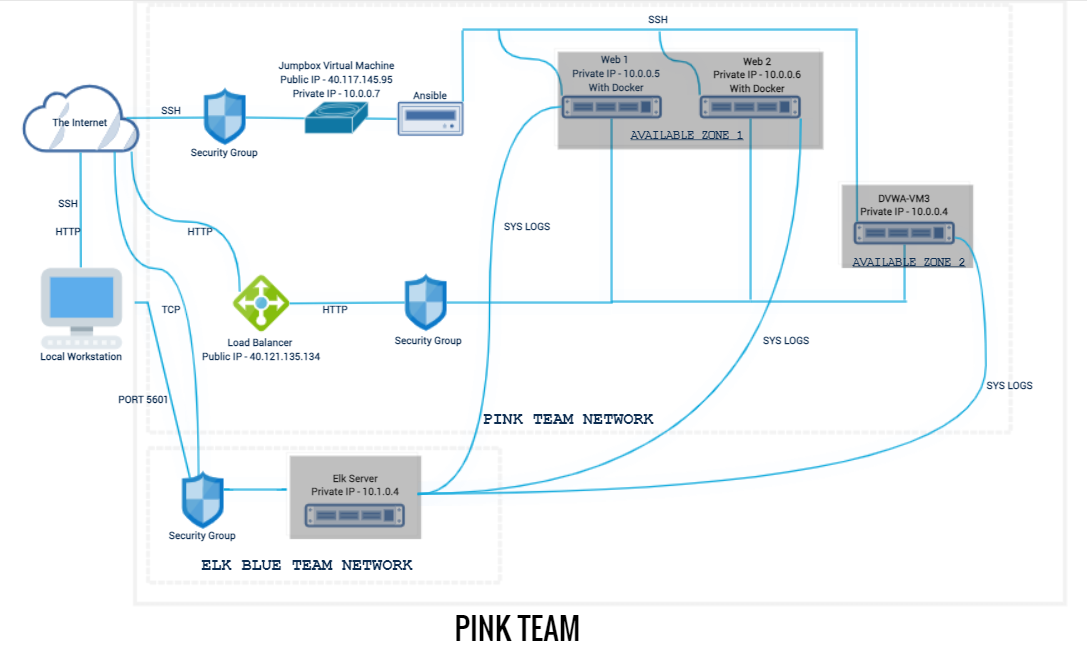 SSH
Jumpbox Virtual Machine
Public IP - 40.117.145.95
Private IP - 10.0.0.7
Ansible
Web 1
Private IP - 10.0.0.5
With Docker
Web 2
Private IP - 10.0.0.6
With Docker
AVAILABLE ZONE 1
The Internet
SSH
Security Group
DVWA-VM3
Private IP - 10.0.0.4
AVAILABLE ZONE 2
SSH
HTTP
HTTP
SYS LOGS
Local Workstation
TCP
Load Balancer
Public IP - 40.121.135.134
HTTP
Security Group
SYS LOGS
SYS LOGS
PORT 5601
PINK TEAM NETWORK
Security Group
Elk Server
Private IP - 10.1.0.4
ELK BLUE TEAM NETWORK
PINK TEAM